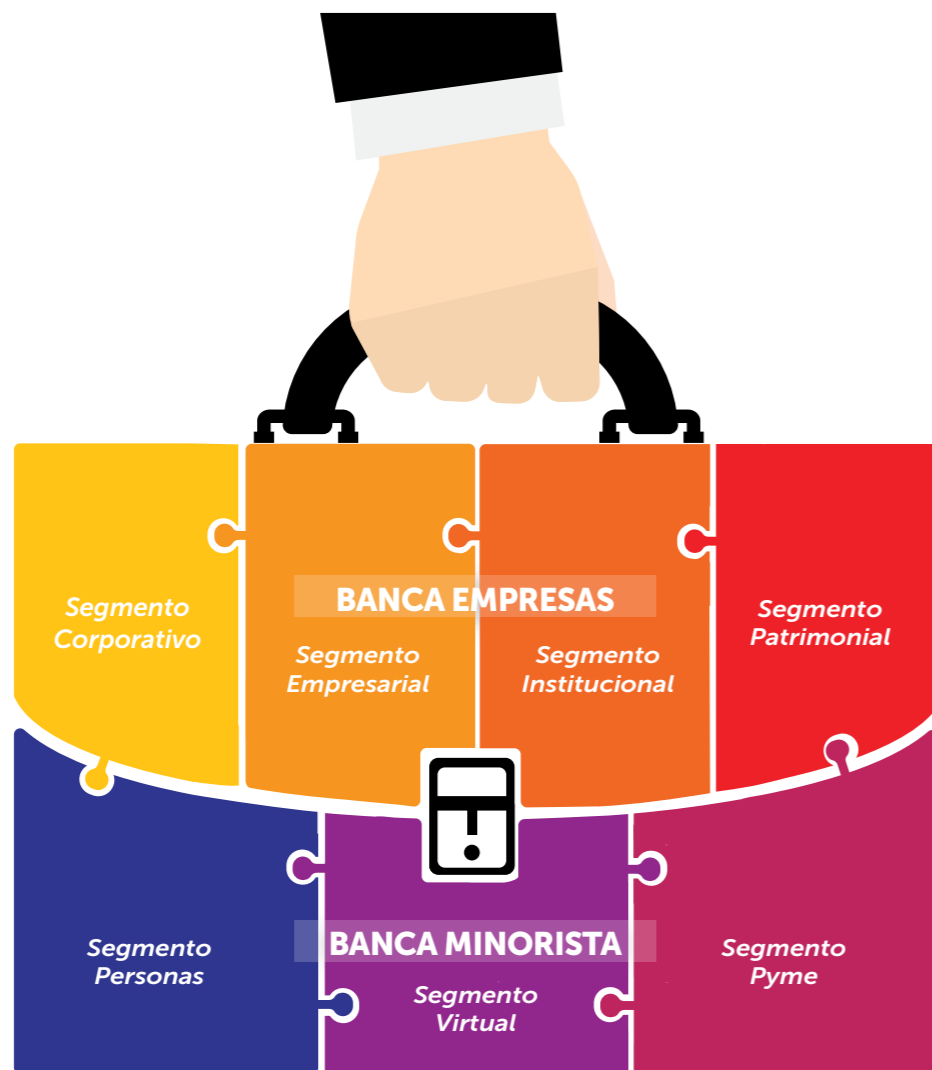 Segmento
Corporativo
BANCA EMPRESAS
Segmento
Empresarial
Segmento
Institucional
Segmento
Patrimonial
Segmento
Personas
BANCA MINORISTA
Segmento
Virtual
Segmento
Pyme